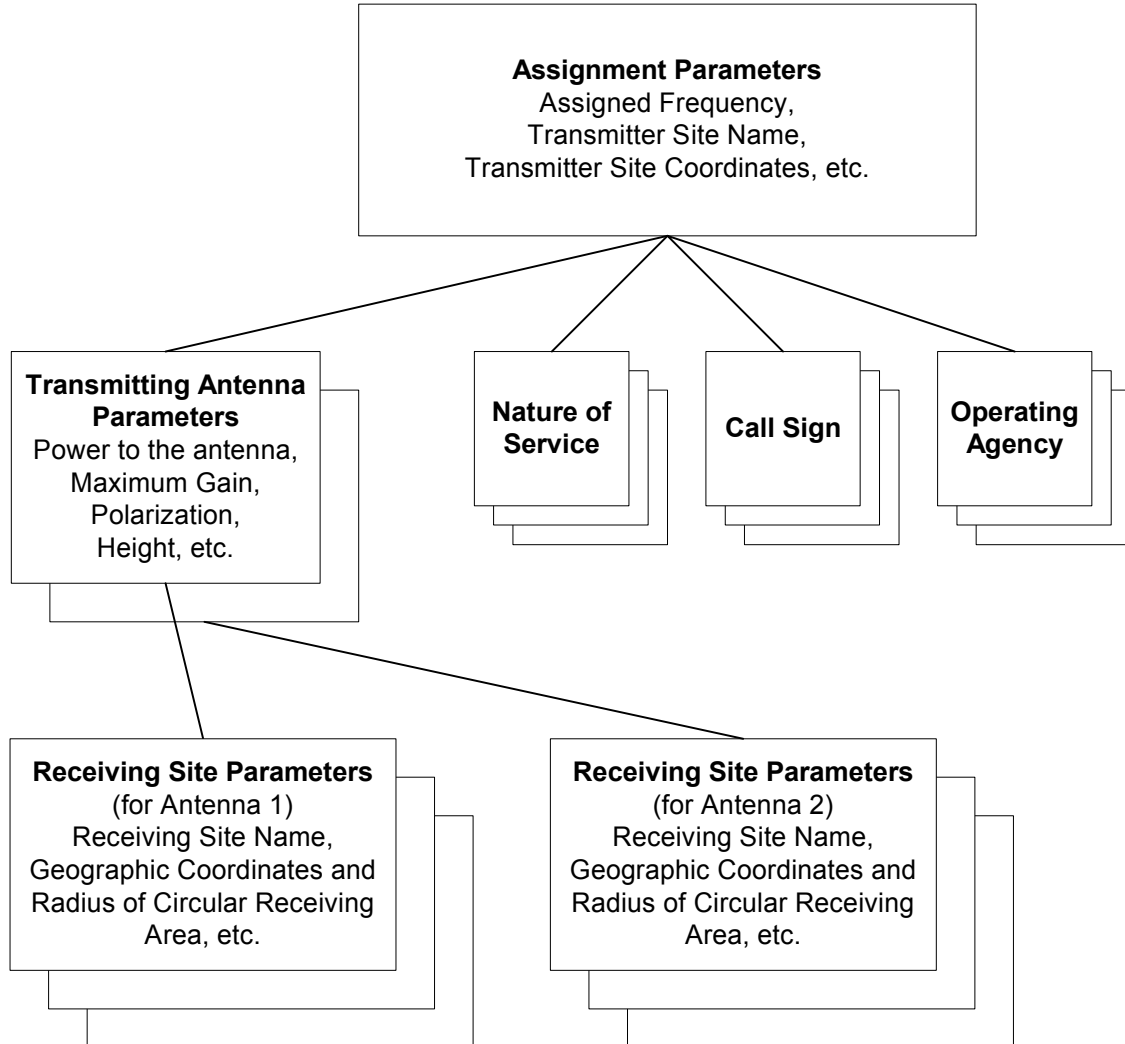 Assignment Parameters
Assigned Frequency,
Transmitter Site Name,
Transmitter Site Coordinates, etc.
Transmitting Antenna
Parameters
Power to the antenna,
Maximum Gain,
Polarization,
Height, etc.
Nature of
Service
Call Sign
Operating
Agency
Receiving Site Parameters
(for Antenna 1)
Receiving Site Name,
Geographic Coordinates and
Radius of Circular Receiving
Area, etc.
Receiving Site Parameters
(for Antenna 2)
Receiving Site Name,
Geographic Coordinates and
Radius of Circular Receiving
Area, etc.